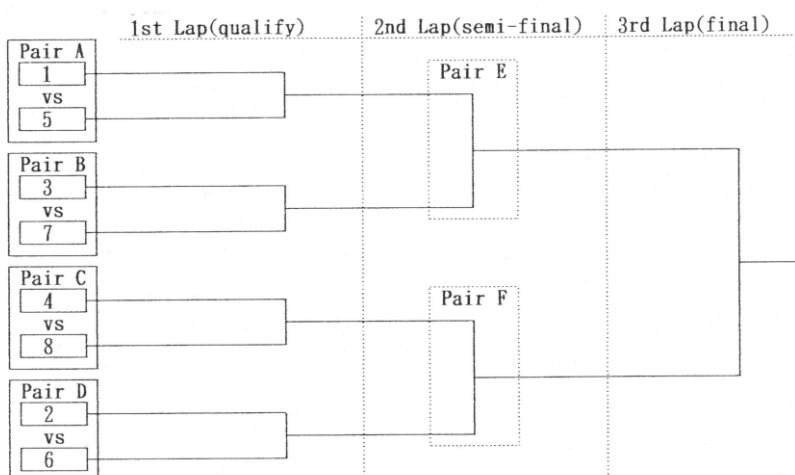 1st Lap(qualify) 2nd Lap(semi-final) 3rd Lap(final)
Pair A
1
vs
5
Pair B
3
vs
7
Pair C
4
vs
8
Pair D
2
vs
6
Pair E
Pair F